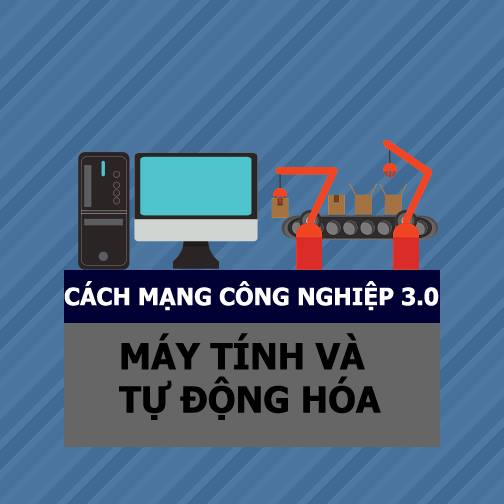 CÁCH MẠNG CÔNG NGHIỆP 3.0
MÁY TÍNH VÀ
TỰ ĐỘNG HÓA